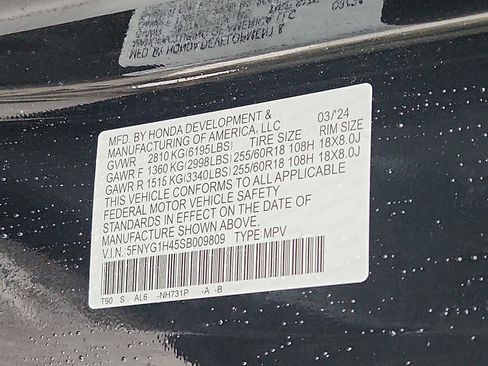 MFD. BY HONDA DEVELOPMENT & 03/'24
MANUFACTURING OF AMERICA, LLC
GVWR 2810 KG(6195LBS) TIRE SIZE RIM SIZE
GAWR F 1360 KG(2998LBS) 255/60R18 108H 18X8.0J
GAWR R 1515 KG(3340LBS) 255/60R18 108H 18X8.0J
THIS VEHICLE CONFORMS TO ALL APPLICABLE
FEDERAL MOTOR VEHICLE SAFETY
STANDARDS IN EFFECT ON THE DATE OF
MANUFACTURE SHOWN ABOVE.
V.I.N.:5FNYG1H45SB009809 TYPE:MPV
T90 S AL6 -NH731P -A -B